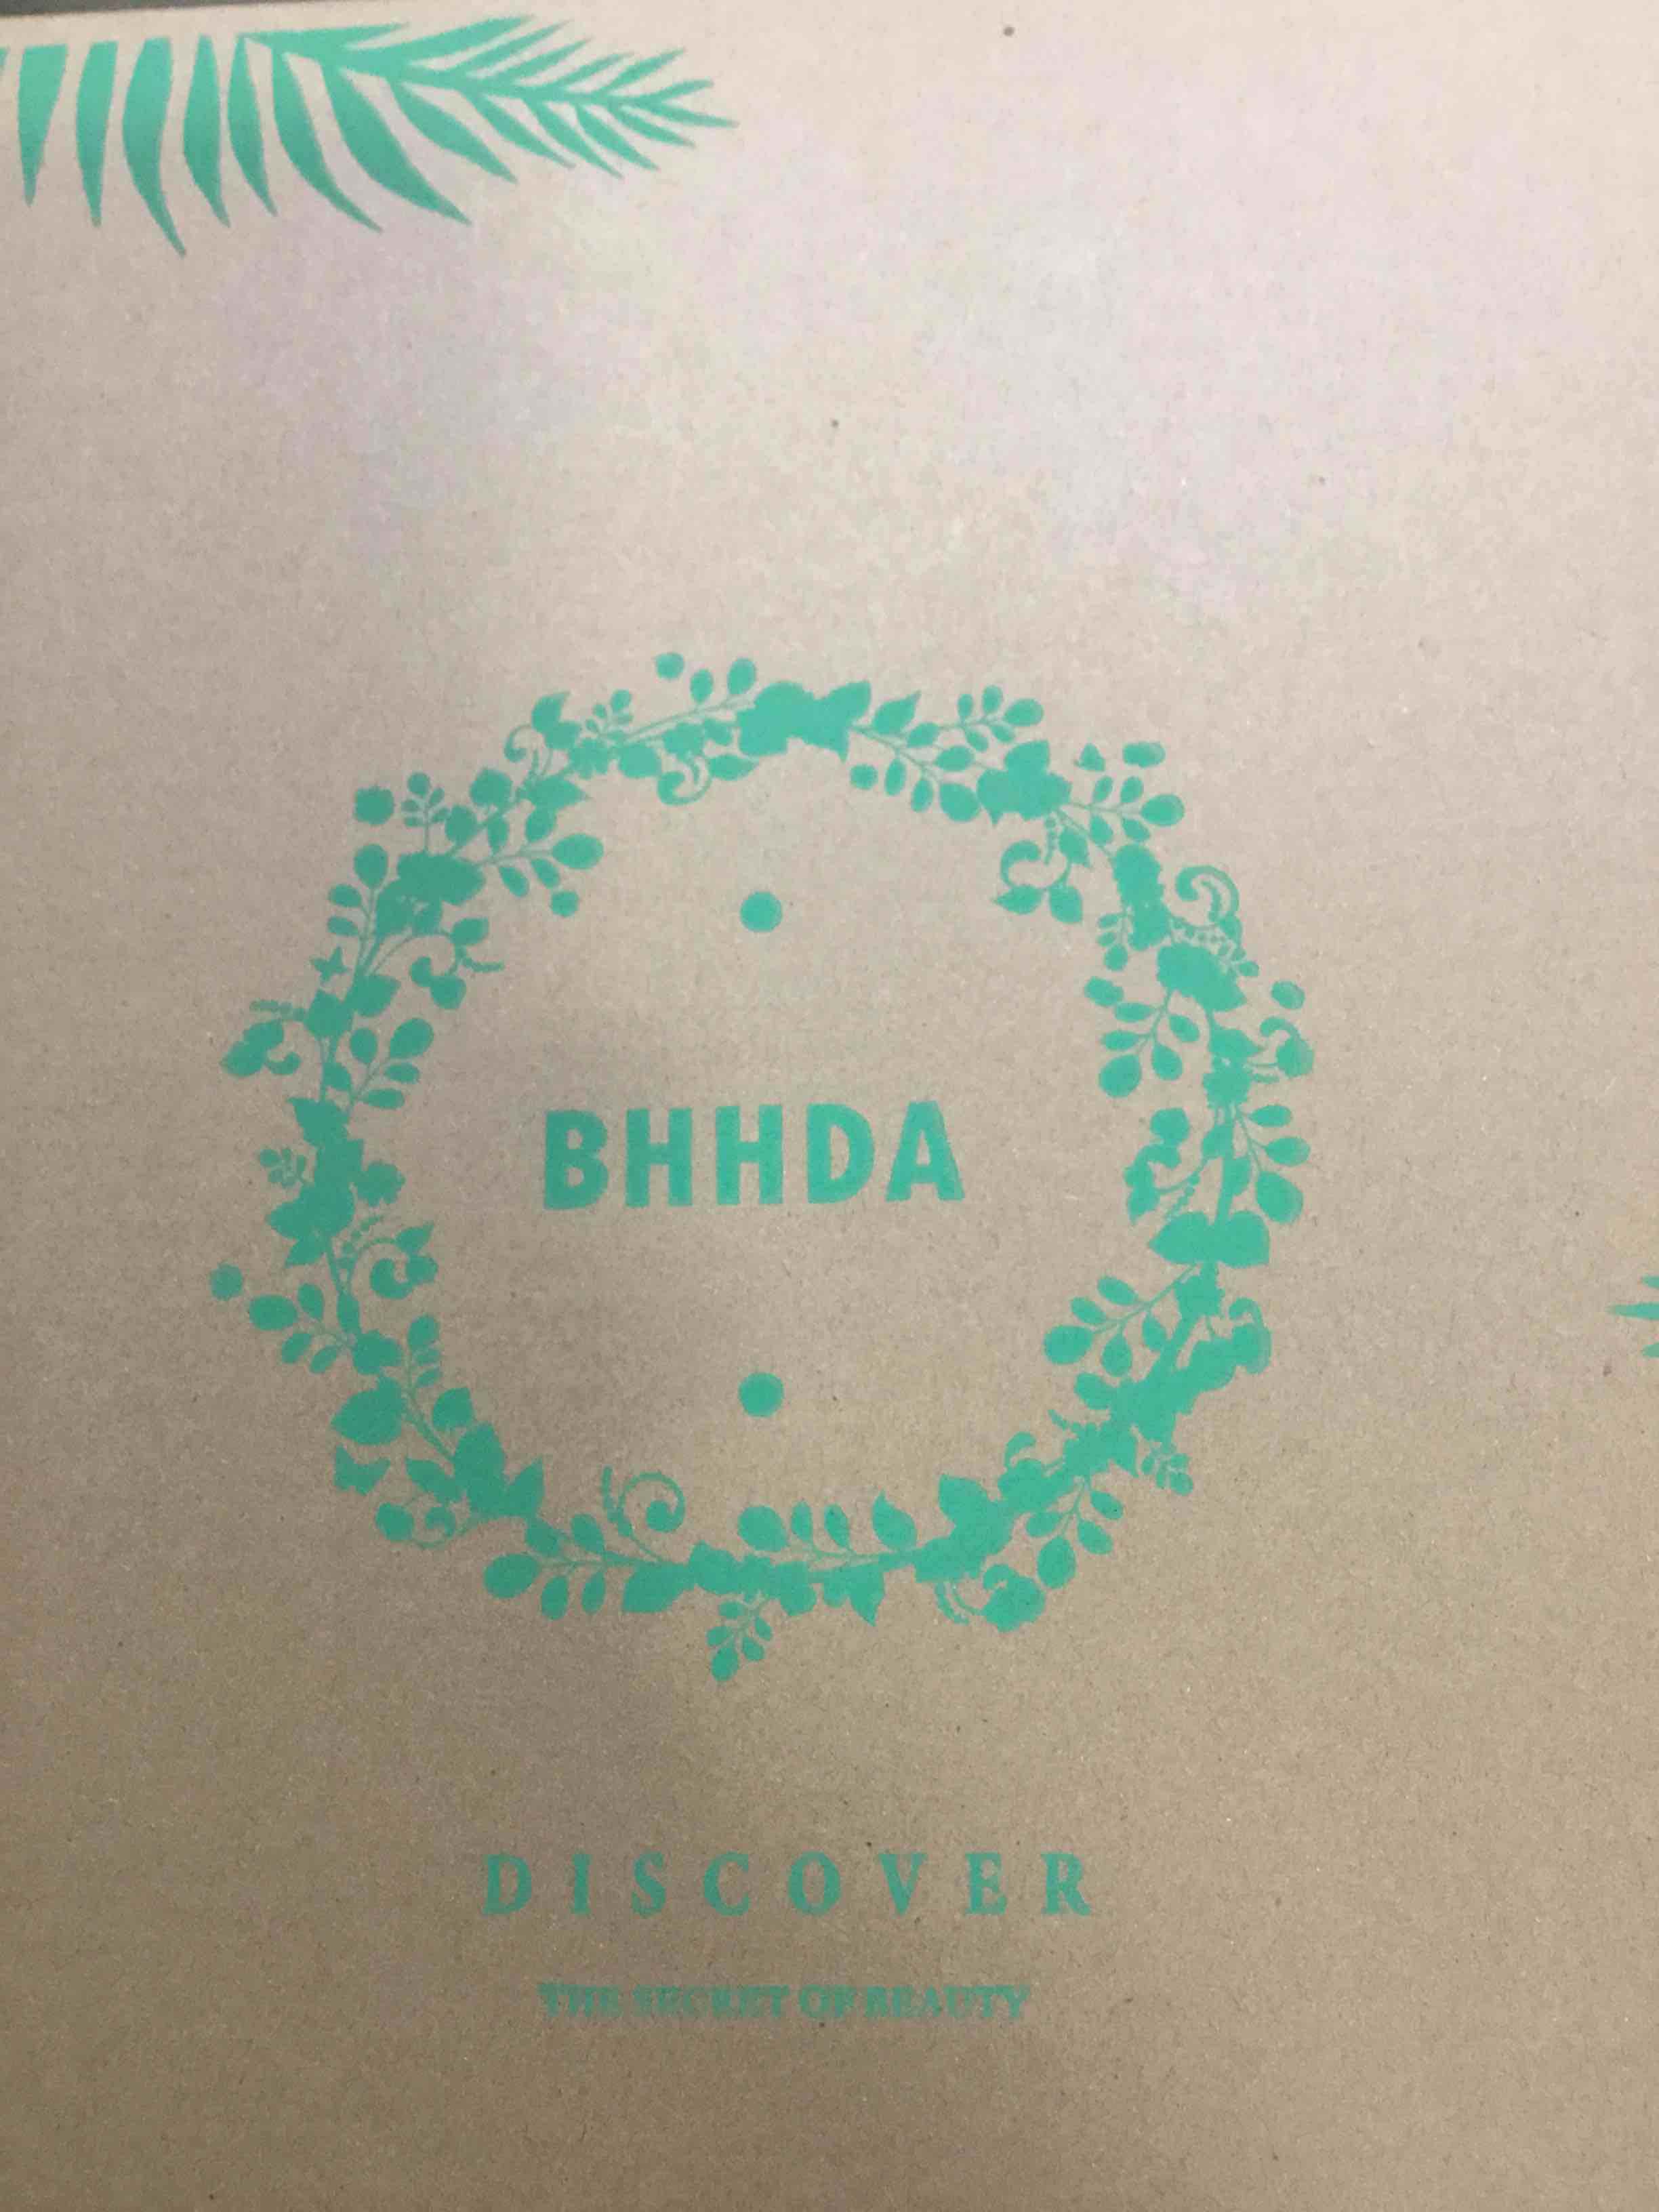 BHHDA
DISCOVER
THE SECRET OF BEAUTY